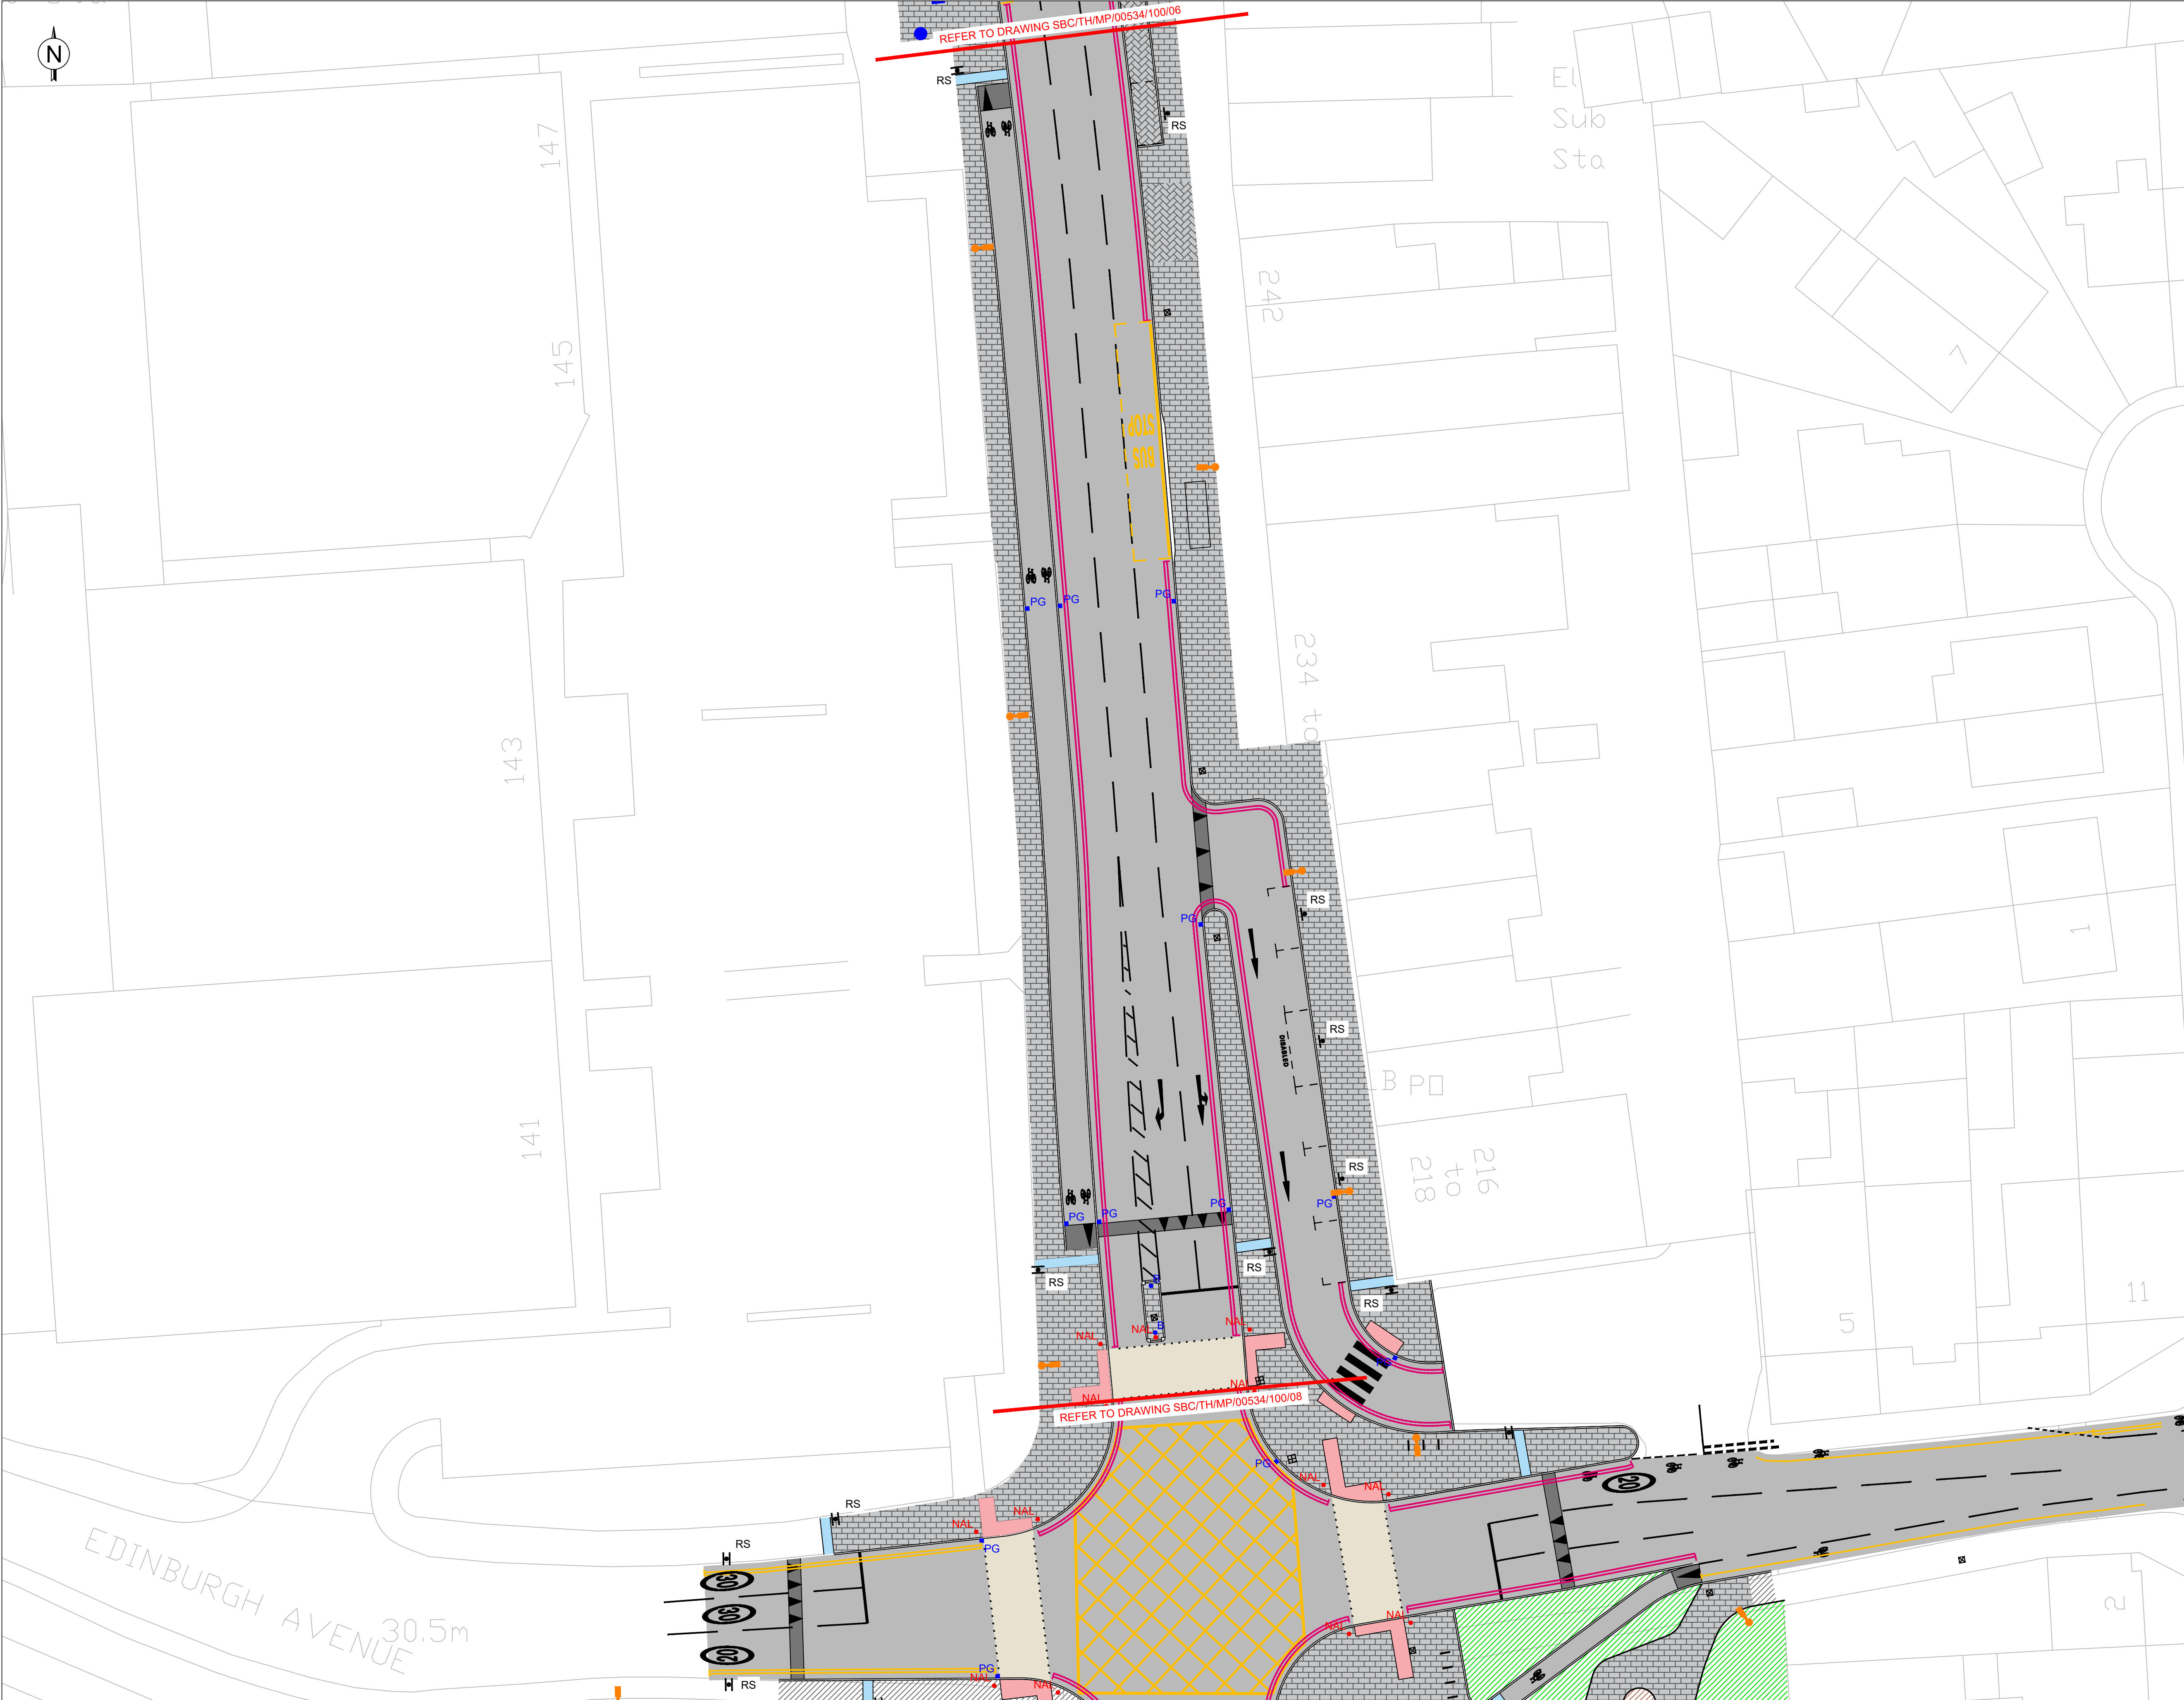 REFER TO DRAWING SBC/TH/MP/00534/100/06
N
RS
RS
El
Sub
Sta
147
242
145
7
STOP
BUS
PG
PG
PG
234 to
143
RS
PG
1
RS
DISABLED
B PO
141
RS
216
to
218
PG
PG
PG
PG
RS
RS
RS
11
5
B
NAL
NAL
NAL
NAL
NAL
REFER TO DRAWING SBC/TH/MP/00534/100/08
PG
NAL
NAL
20
RS
NAL
NAL
PG
RS
30
30
20
EDINBURGH AVENUE
30.5m
2
NAL
NAL
PG
NAL
NAL
RS